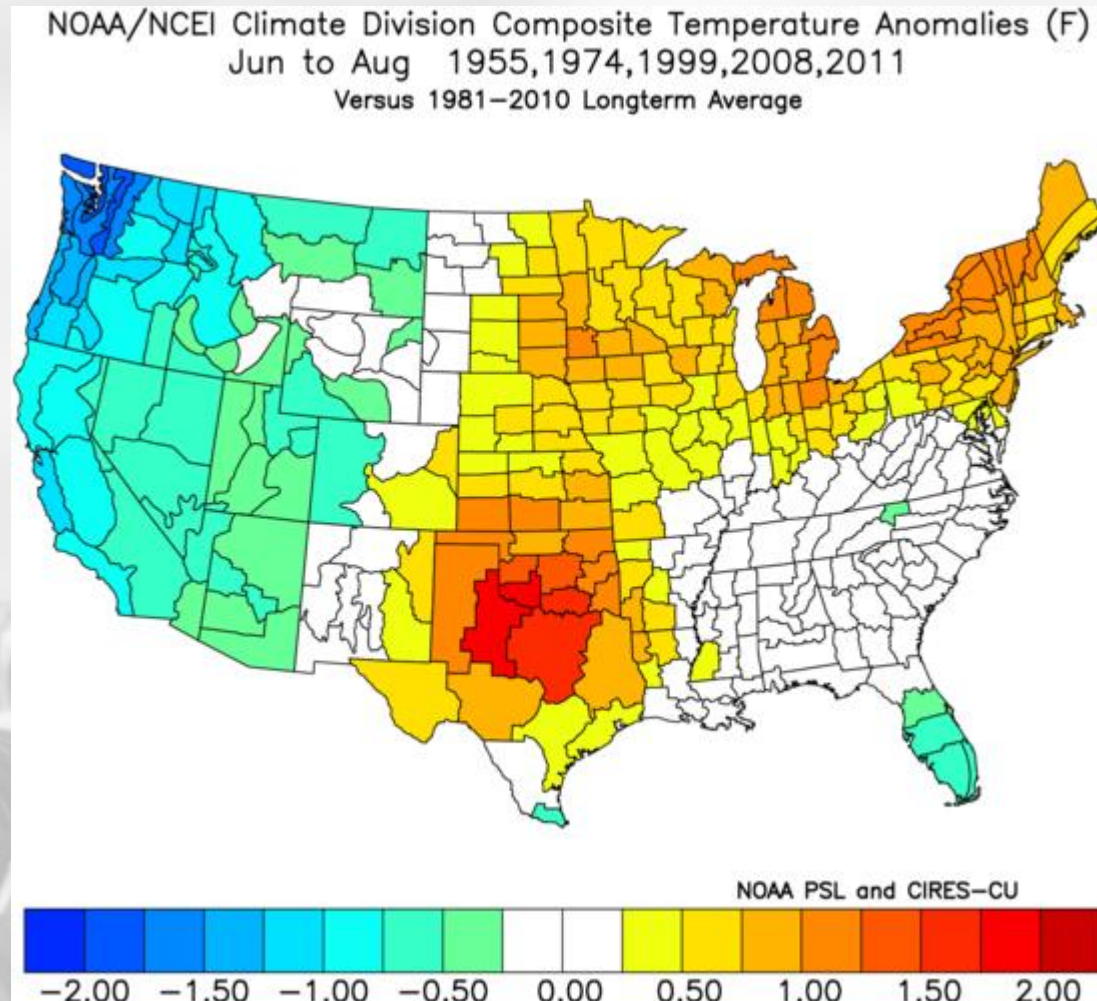 NOAA/NCEI Climate Division Composite Temperature Anomalies (F)
Jun to Aug 1955,1974,1999,2008,2011
Versus 1981−2010 Longterm Average
NOAA PSL and CIRES−CU
−2.00 −1.50 −1.00 −0.50 0.00 0.50 1.00 1.50 2.00